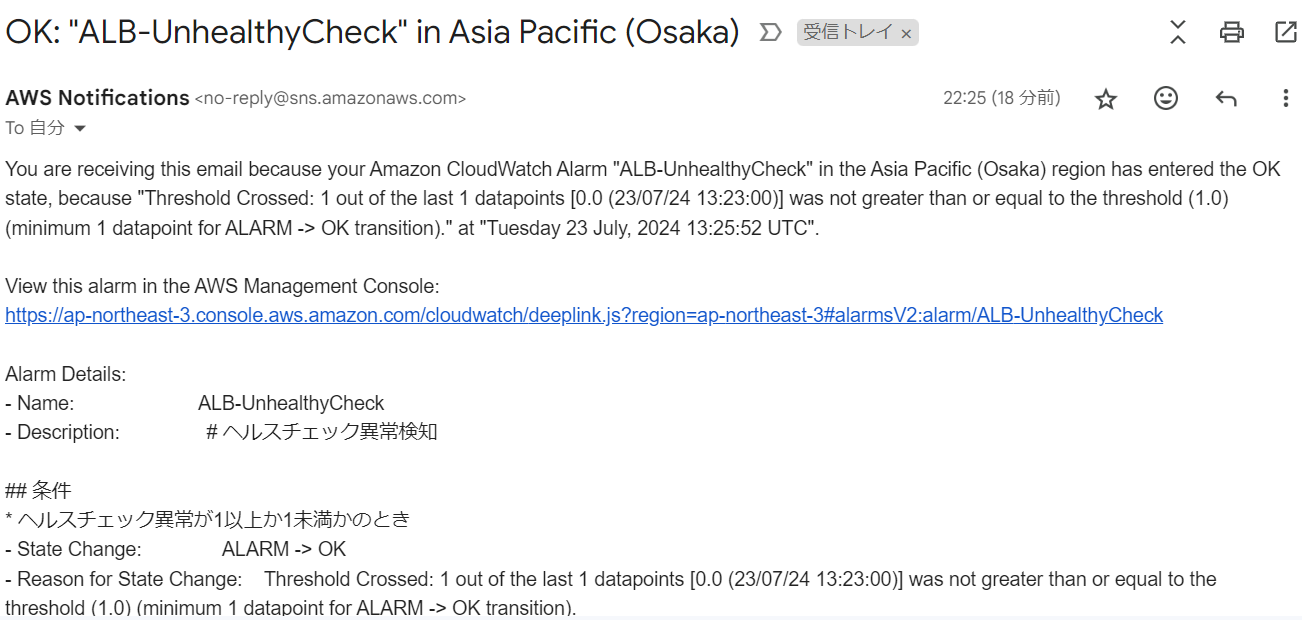 OK: "ALB-UnhealthyCheck" in Asia Pacific (Osaka) 受信トレイ ×
AWS Notifications <no-reply@sns.amazonaws.com> 22:25 (18 分前)
To 自分
You are receiving this email because your Amazon CloudWatch Alarm "ALB-UnhealthyCheck" in the Asia Pacific (Osaka) region has entered the OK
state, because "Threshold Crossed: 1 out of the last 1 datapoints [0.0 (23/07/24 13:23:00)] was not greater than or equal to the threshold (1.0)
(minimum 1 datapoint for ALARM -> OK transition)." at "Tuesday 23 July, 2024 13:25:52 UTC".
View this alarm in the AWS Management Console:
https://ap-northeast-3.console.aws.amazon.com/cloudwatch/deeplink.js?region=ap-northeast-3#alarmsV2:alarm/ALB-UnhealthyCheck
Alarm Details:
- Name: ALB-UnhealthyCheck
- Description: # ヘルスチェック異常検知
## 条件
* ヘルスチェック異常が1以上か1未満かのとき
- State Change: ALARM -> OK
- Reason for State Change: Threshold Crossed: 1 out of the last 1 datapoints [0.0 (23/07/24 13:23:00)] was not greater than or equal to the
threshold (1.0) (minimum 1 datapoint for ALARM -> OK transition).